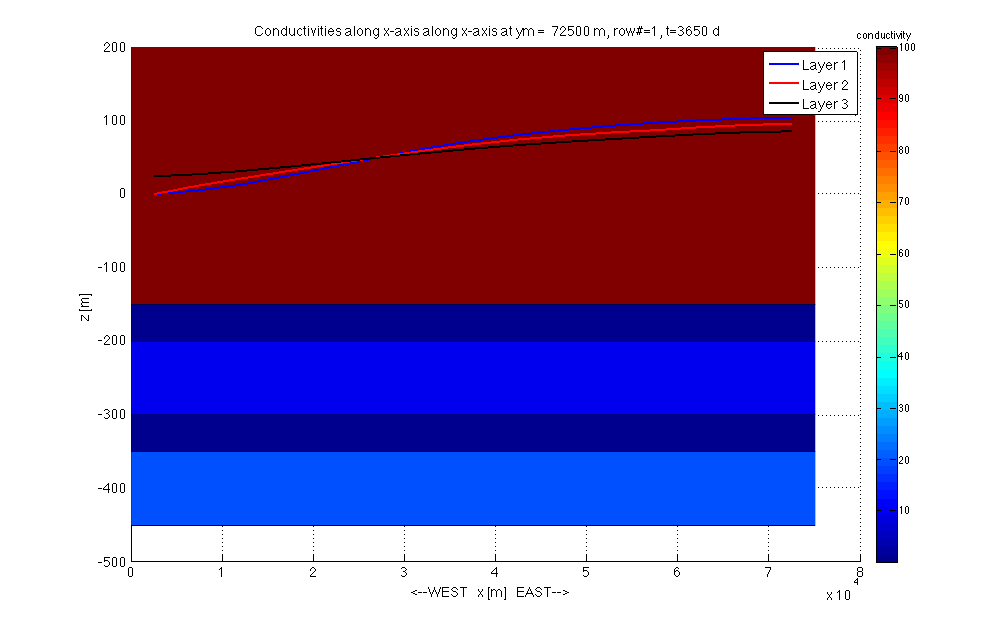 Conductivities along x-axis along x-axis at ym = 72500 m, row#=1, t=3650 d
conductivity
Layer 1
Layer 2
Layer 3
200
100
0
-100
-200
-300
-400
-500
z [m]
0 1 2 3 4 5 6 7 8
x 10 4
<--WEST x [m] EAST-->
100
90
80
70
60
50
40
30
20
10